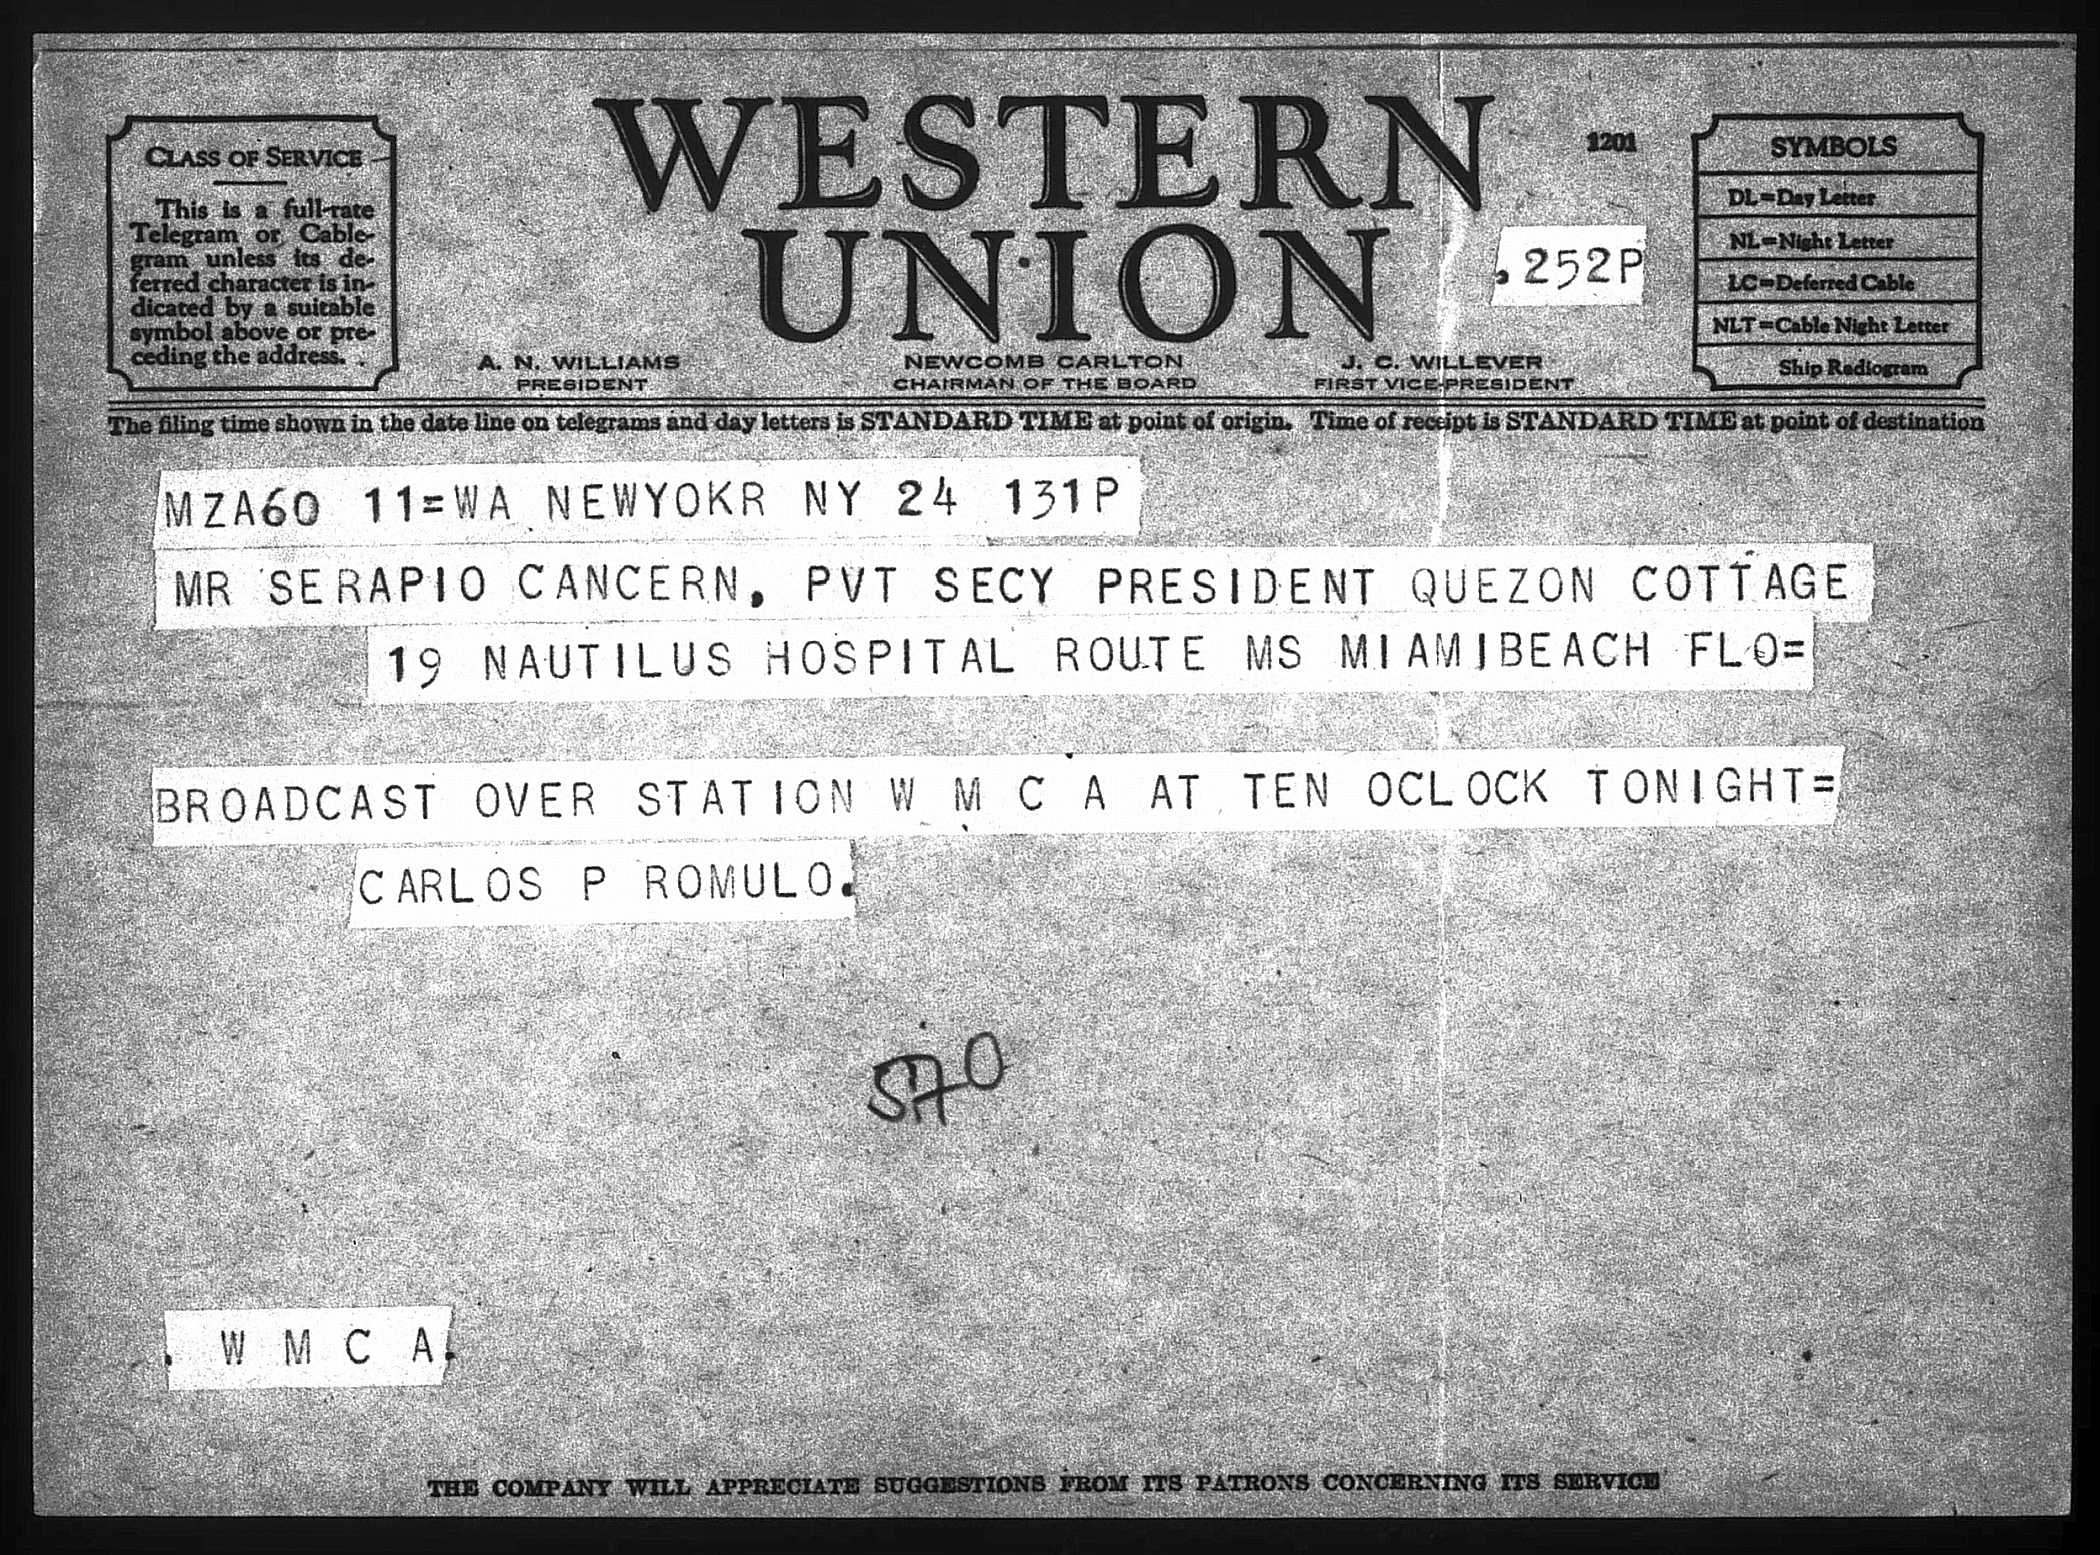 WESTERN
UNION
1201
.252P
CLASS OF SERVICE
This is a full-rate
Telegram or Cable-
gram unless its de-
ferred character is in-
dicated by a suitable
symbol above or pre-
ceding the address.
SYMBOLS
DL=Day Letter
NL=Night Letter
LC=Deferred Cable
NLT=Cable Night Letter
Ship Radiogram
A. N. WILLIAMS
PRESIDENT
NEWCOMB CARLTON
CHAIRMAN OF THE BOARD
J. C. WILLEVER
FIRST VICE-PRESIDENT
The filing time shown in the date line on telegrams and day letters is STANDARD TIME at point of origin. Time of receipt is STANDARD TIME at point of destination
MZA60 11=WA NEWYOKR NY 24 131P
MR SERAPIO CANCERN, PVT SECY PRESIDENT QUEZON COTTAGE
19 NAUTILUS HOSPITAL ROUTE MS MIAMIBEACH FLO=
BROADCAST OVER STATION W M C A AT TEN OCLOCK TONIGHT=
CARLOS P ROMULO.
. W M C A.
THE COMPANY WILL APPRECIATE SUGGESTIONS FROM ITS PATRONS CONCERNING ITS SERVICE